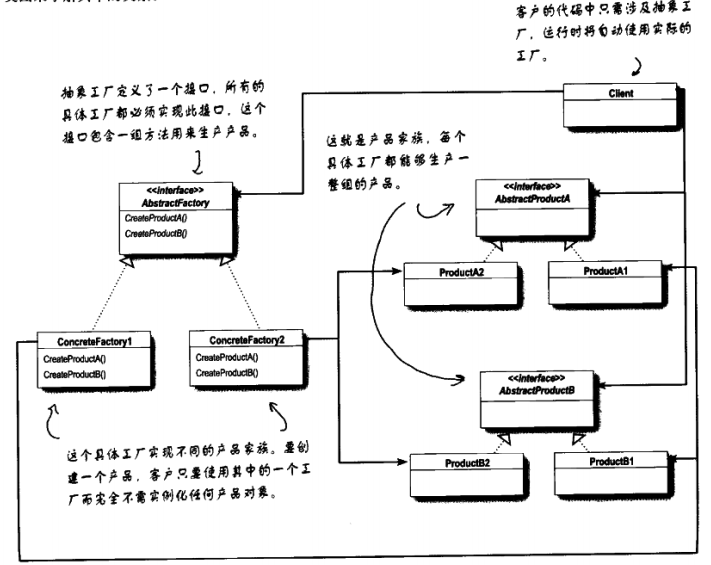 客户的代码中只需涉及抽象工
厂，运行时将自动使用实际的
工厂。
抽象工厂定义了一个接口，所有的
具体工厂都必须实现此接口，这个
接口包含一组方法用来生产产品。
Client
这就是产品家族，每个
具体工厂都能够生产一
整组的产品。
<<interface>>
AbstractFactory
CreateProductA()
CreateProductB()
<<interface>>
AbstractProductA
ProductA2
ProductA1
ConcreteFactory1
CreateProductA()
CreateProductB()
ConcreteFactory2
CreateProductA()
CreateProductB()
<<interface>>
AbstractProductB
ProductB2
ProductB1
这个具体工厂实现不同的产品家族。要创
建一个产品，客户只要使用其中的一个工
厂而完全不需实例化任何产品对象。